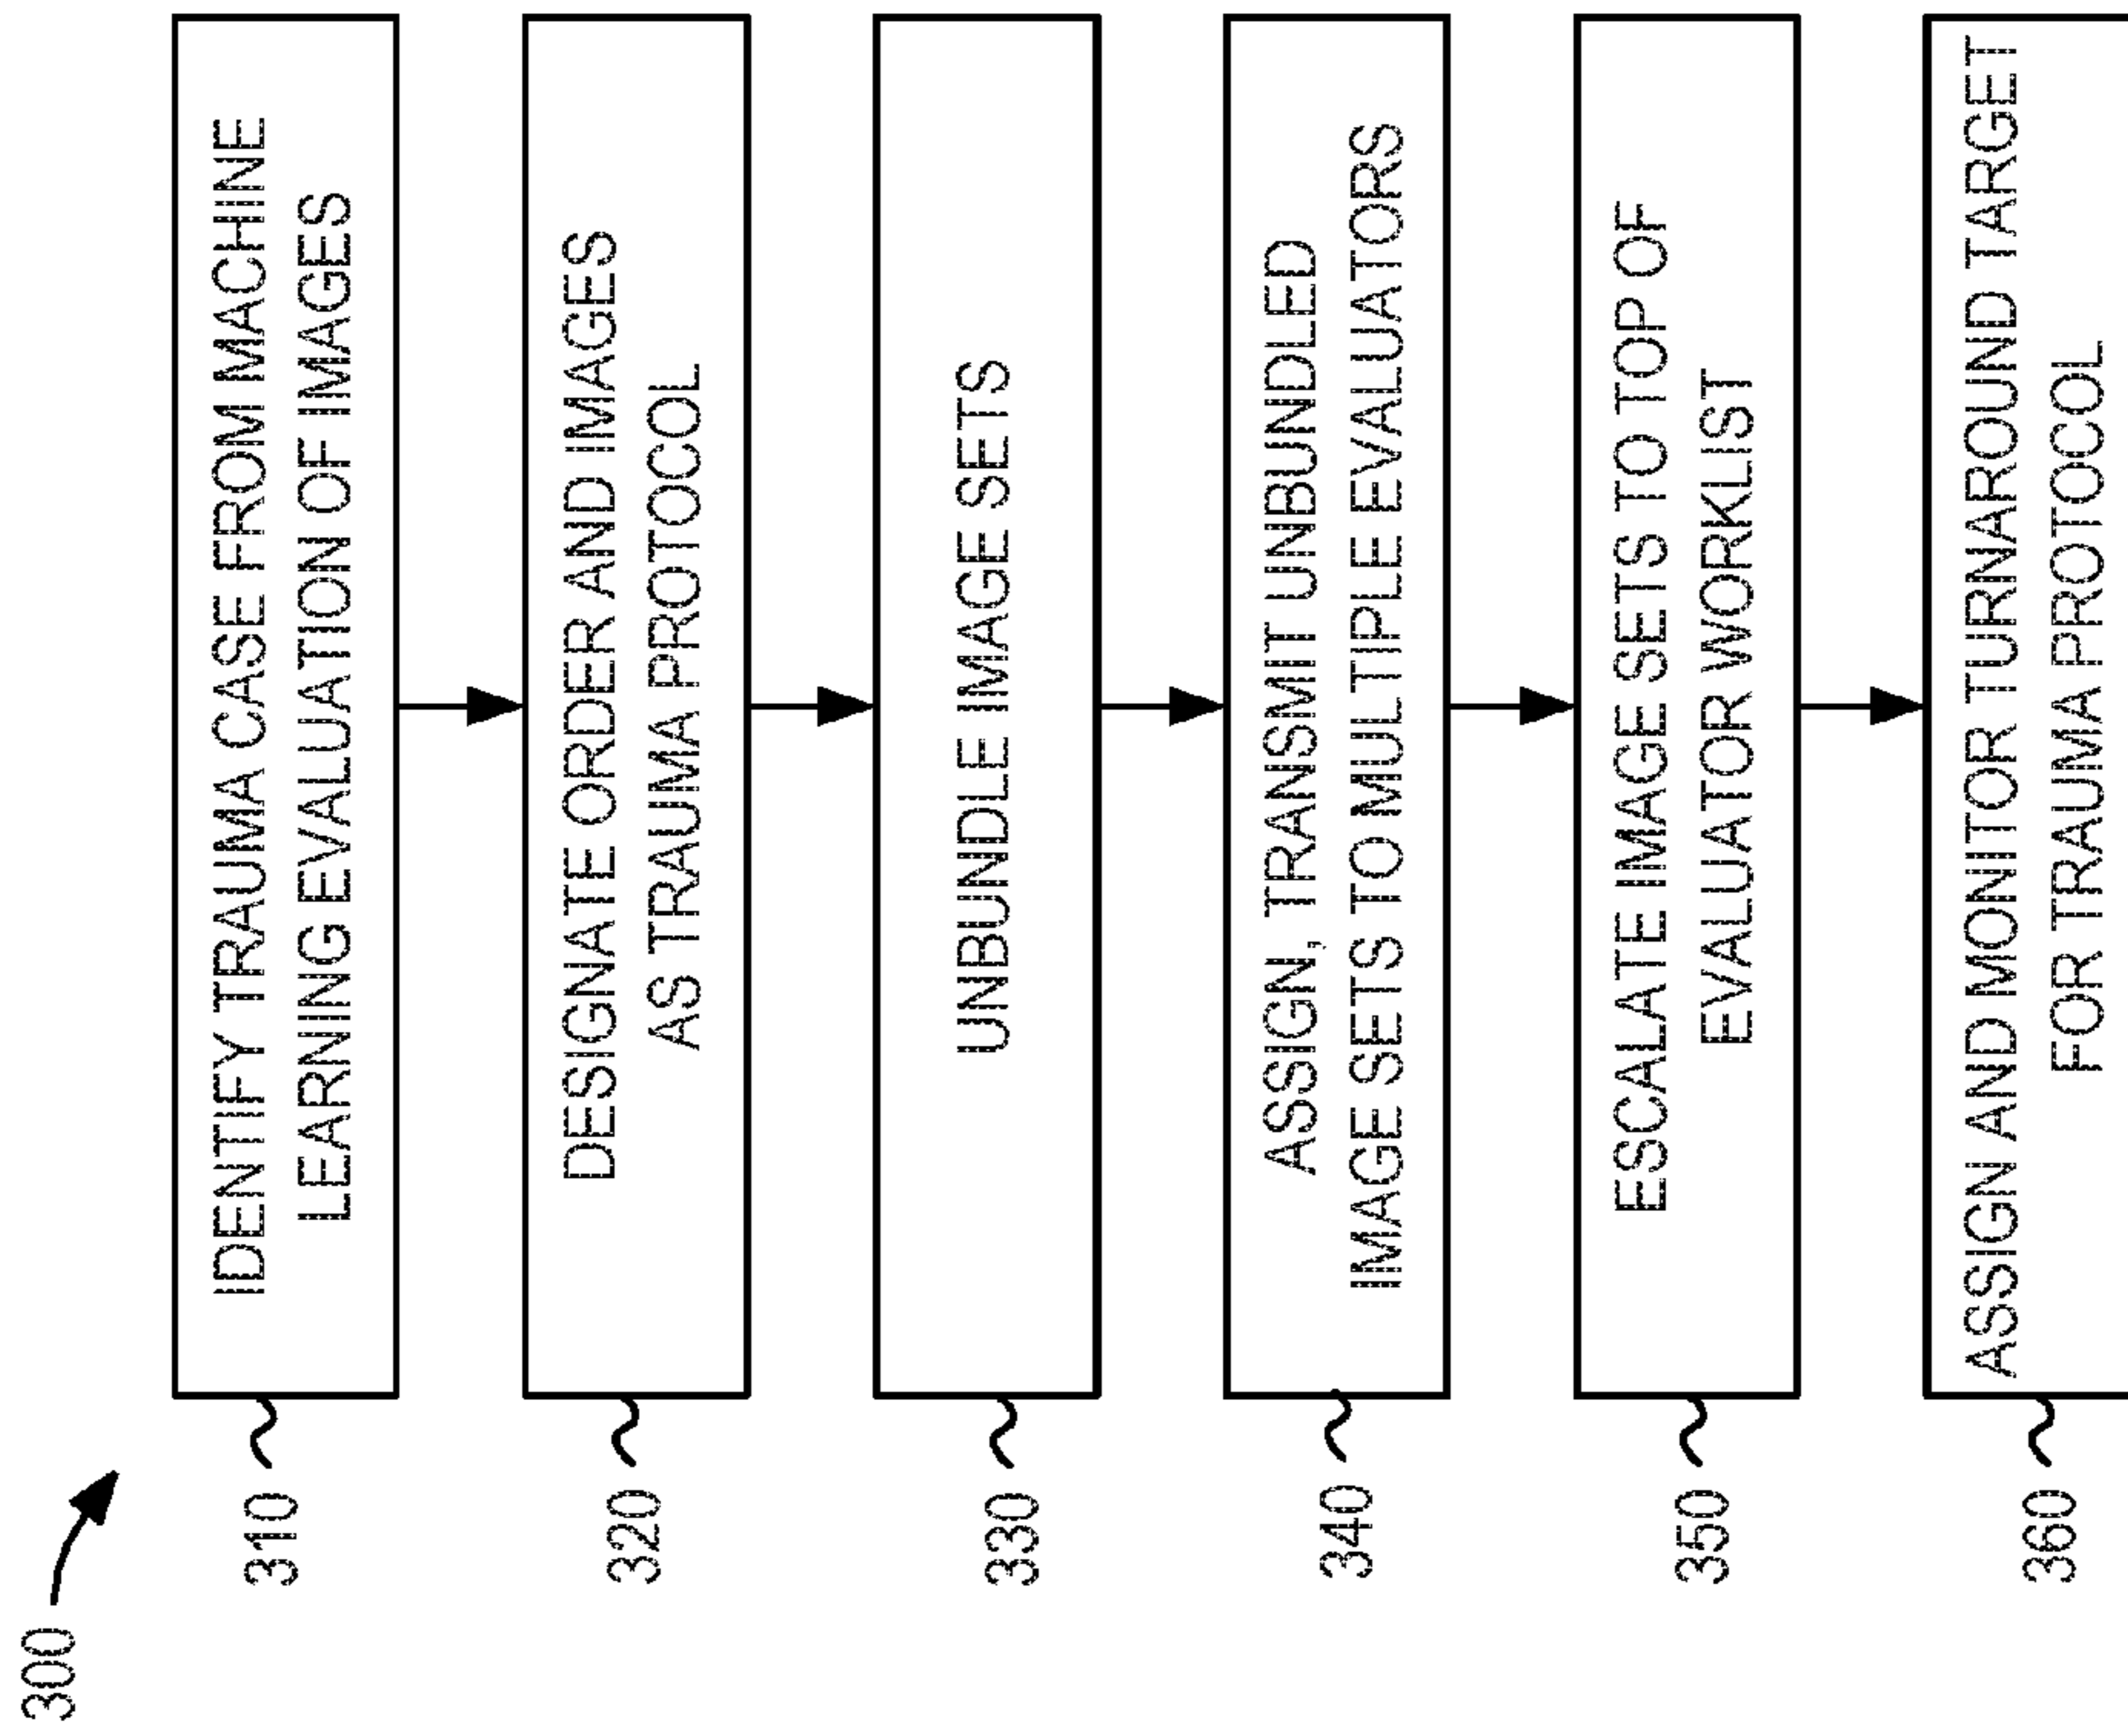 300
310
IDENTIFY TRAUMA CASE FROM MACHINE
LEARNING EVALUATION OF IMAGES
320
DESIGNATE ORDER AND IMAGES
AS TRAUMA PROTOCOL
330
UNBUNDLE IMAGE SETS
340
ASSIGN, TRANSMIT UNBUNDLED
IMAGE SETS TO MULTIPLE EVALUATORS
350
ESCALATE IMAGE SETS TO TOP OF
EVALUATOR WORKLIST
360
ASSIGN AND MONITOR TURNAROUND TARGET
FOR TRAUMA PROTOCOL